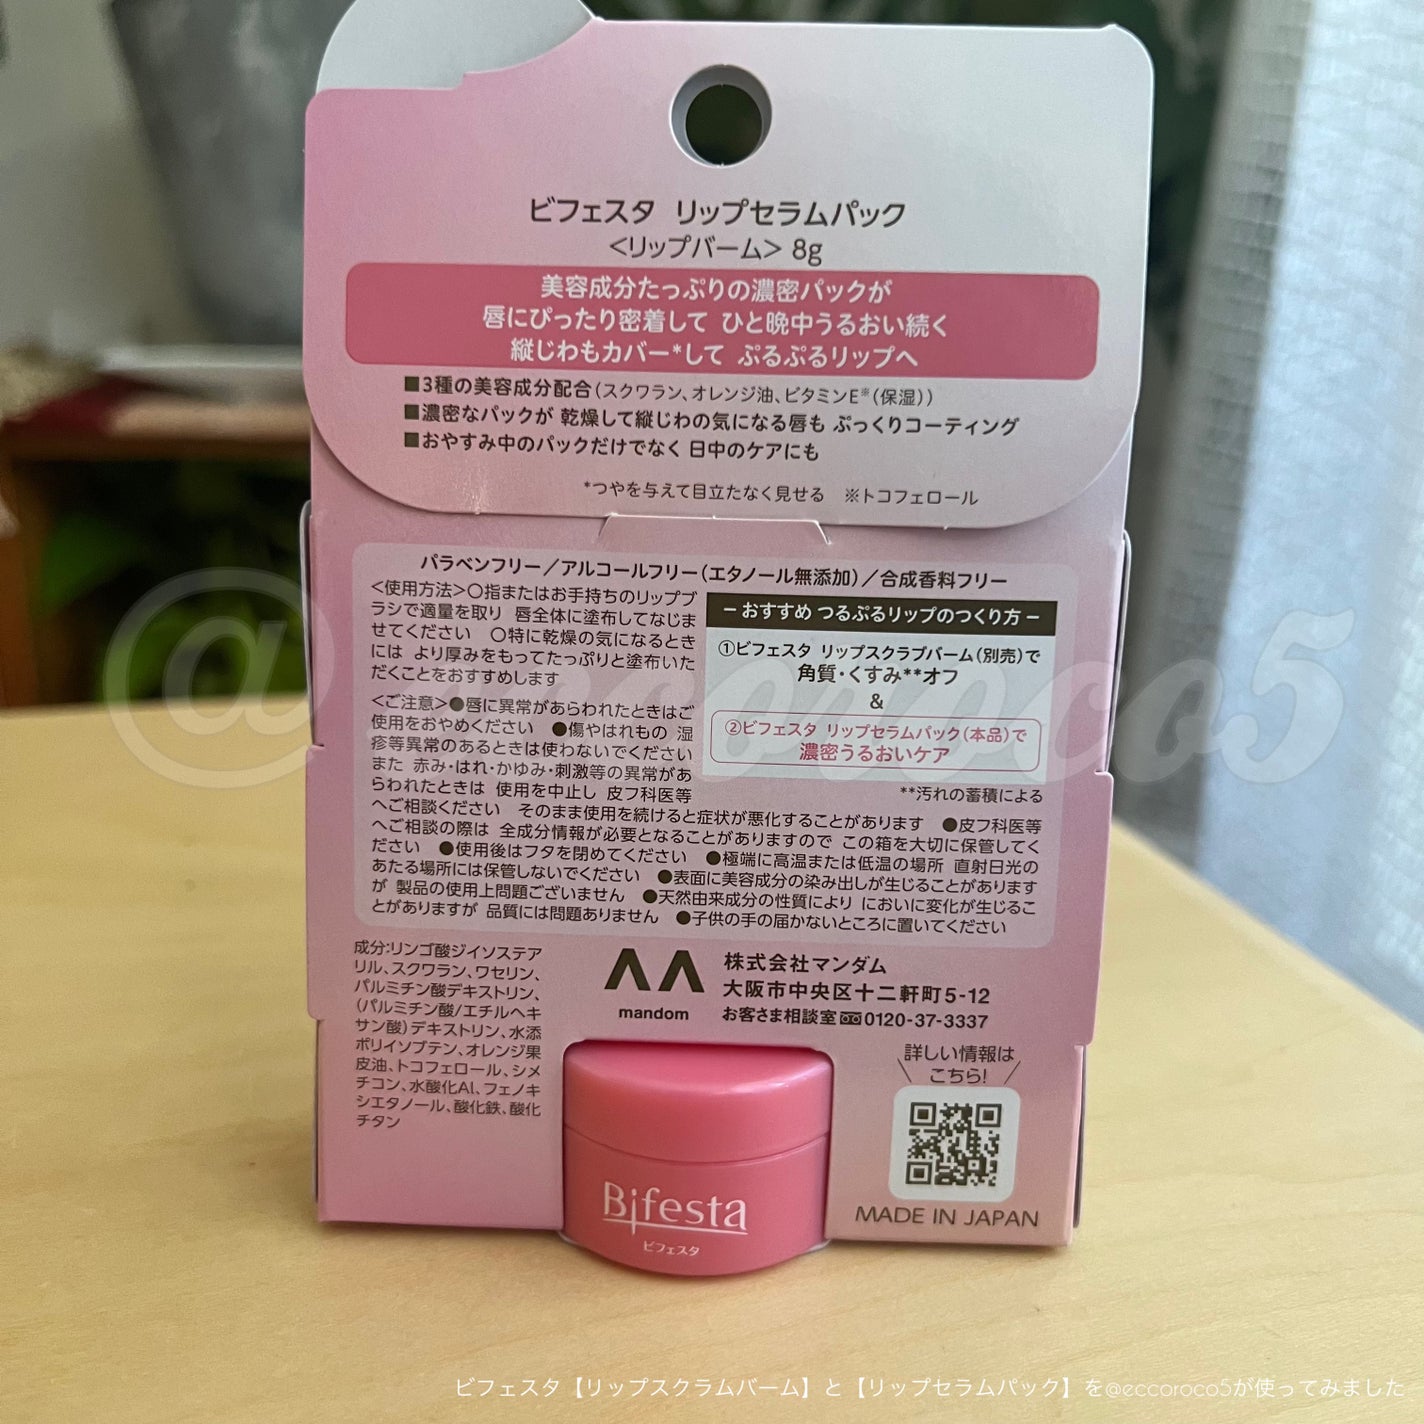 ビフェスタ リップセラムパック
<リップバーム> 8g
美容成分たっぷりの濃密パックが
唇にぴったり密着して ひと晩中うるおい続く
縦じわもカバー*して ぷるぷるリップへ
■3種の美容成分配合(スクワラン、オレンジ油、ビタミンE※(保湿))
■濃密なパックが 乾燥して縦じわの気になる唇も ぷっくりコーティング
■おやすみ中のパックだけでなく 日中のケアにも
*つやを与えて目立たなく見せる ※トコフェロール
パラベンフリー/アルコールフリー(エタノール無添加)/合成香料フリー
<使用方法>○指またはお手持ちのリップブ
ラシで適量を取り 唇全体に塗布してなじま
せてください ○特に乾燥の気になるとき
には より厚みをもってたっぷりと塗布いた
だくことをおすすめします
− おすすめ つるぷるリップのつくり方 −
①ビフェスタ リップスクラブバーム(別売)で
角質・くすみ**オフ
&
②ビフェスタ リップセラムパック(本品)で
濃密うるおいケア
**汚れの蓄積による
<ご注意>●唇に異常があらわれたときはご
使用をおやめください ●傷やはれもの 湿
疹等異常のあるときは使わないでください
また 赤み・はれ・かゆみ・刺激等の異常があ
らわれたときは 使用を中止し 皮フ科医等
へご相談ください そのまま使用を続けると症状が悪化することがあります ●皮フ科医等
へご相談の際は 全成分情報が必要となることがありますので この箱を大切に保管してく
ださい ●使用後はフタを閉めてください ●極端に高温または低温の場所 直射日光の
あたる場所には保管しないでください ●表面に美容成分の染み出しが生じることがあります
が 製品の使用上問題ございません ●天然由来成分の性質により においに変化が生じるこ
とがありますが 品質には問題ありません ●子供の手の届かないところに置いてください
成分:リンゴ酸ジイソステア
リル、スクワラン、ワセリン、
パルミチン酸デキストリン、
(パルミチン酸/エチルヘキ
サン酸)デキストリン、水添
ポリイソブテン、オレンジ果
皮油、トコフェロール、シメ
チコン、水酸化Al、フェノキ
シエタノール、酸化鉄、酸化
チタン
mandom
株式会社マンダム
大阪市中央区十二軒町5-12
お客さま相談室 0120-37-3337
詳しい情報は
こちら!
MADE IN JAPAN
Bifesta
ビフェスタ
@eccoroco5
ビフェスタ【リップスクラムバーム】と【リップセラムパック】を@eccoroco5が使ってみました